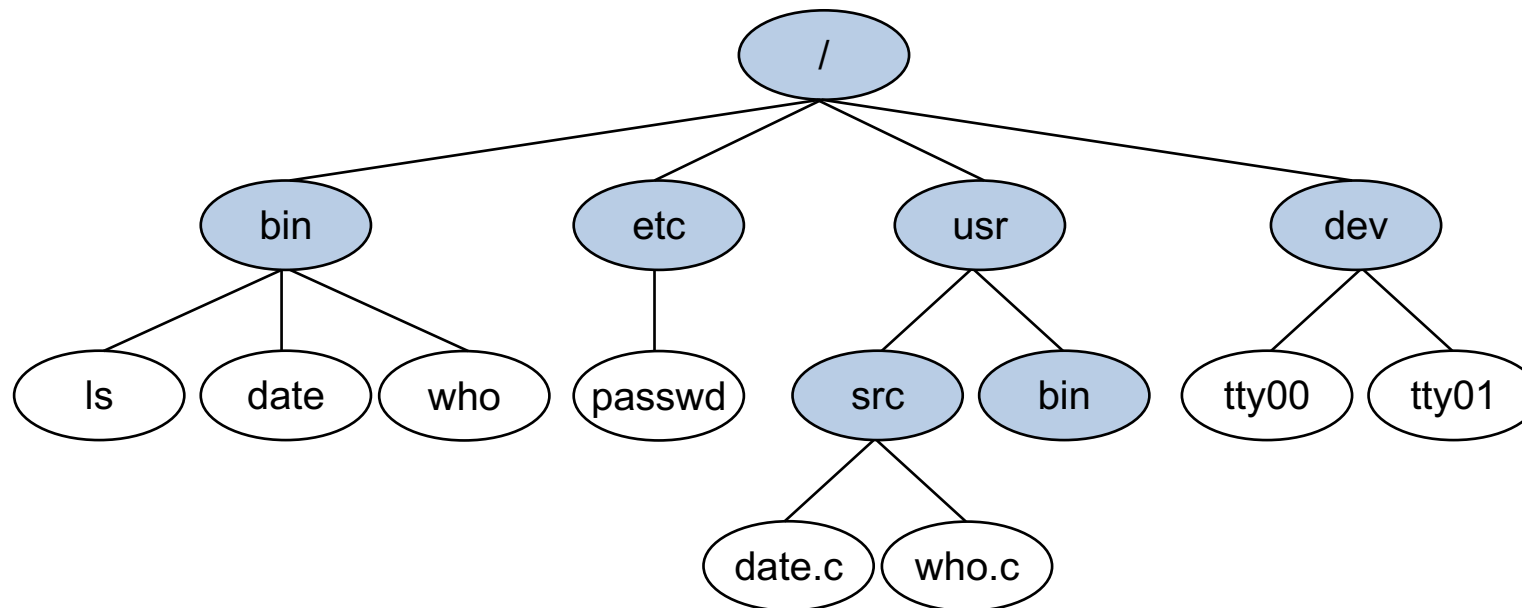 /
bin etc usr dev
ls date who passwd src bin tty00 tty01
date.c who.c